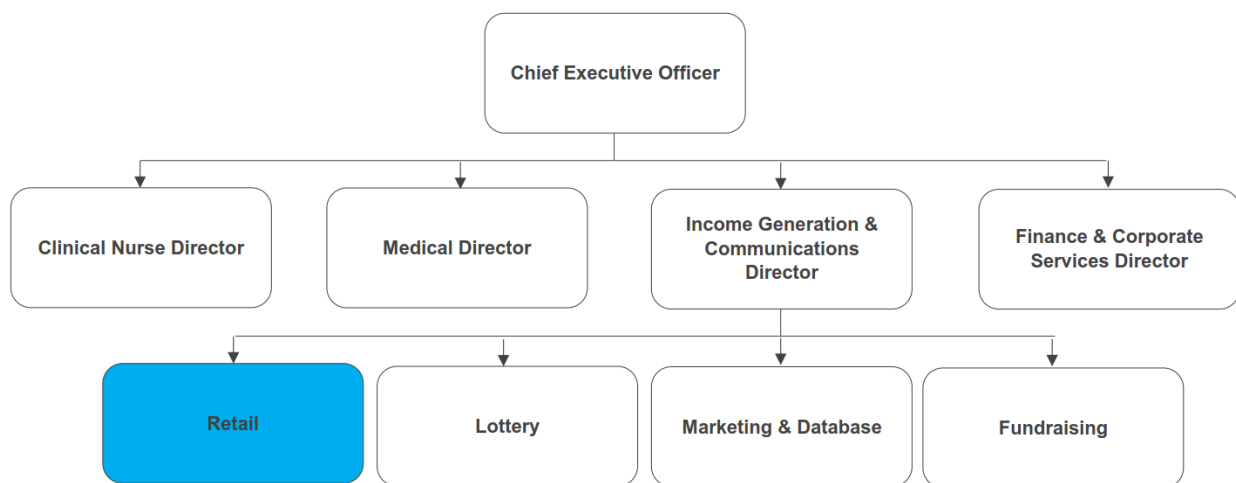 Chief Executive Officer
Clinical Nurse Director
Medical Director
Income Generation &
Communications
Director
Finance & Corporate
Services Director
Retail
Lottery
Marketing & Database
Fundraising